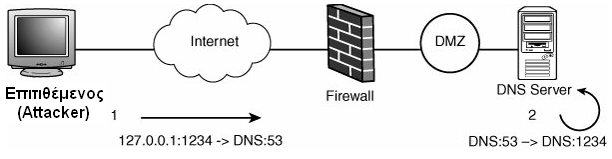 Internet
DMZ
Firewall
DNS Server
Επιτιθέμενος
(Attacker)
1
2
127.0.0.1:1234 -> DNS:53
DNS:53 –> DNS:1234